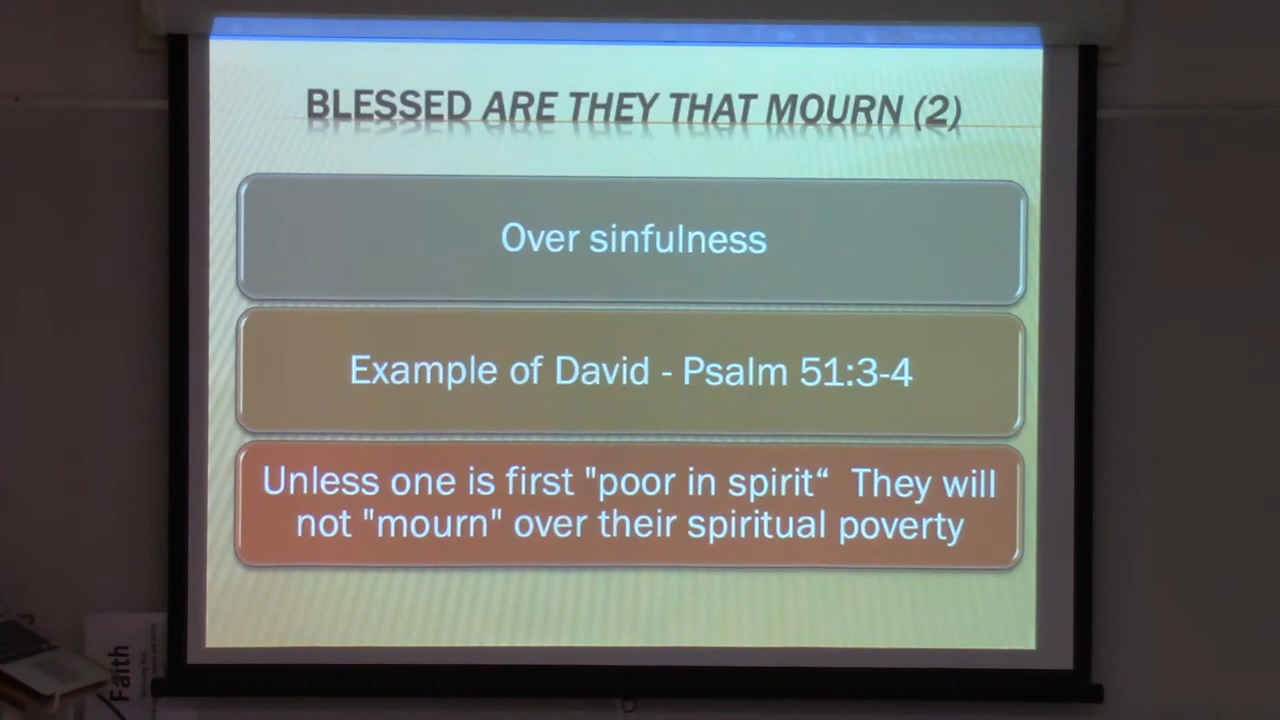 BLESSED ARE THEY THAT MOURN (2)
Over sinfulness
Example of David - Psalm 51:3-4
Unless one is first "poor in spirit“  They will
not "mourn" over their spiritual poverty
Faith